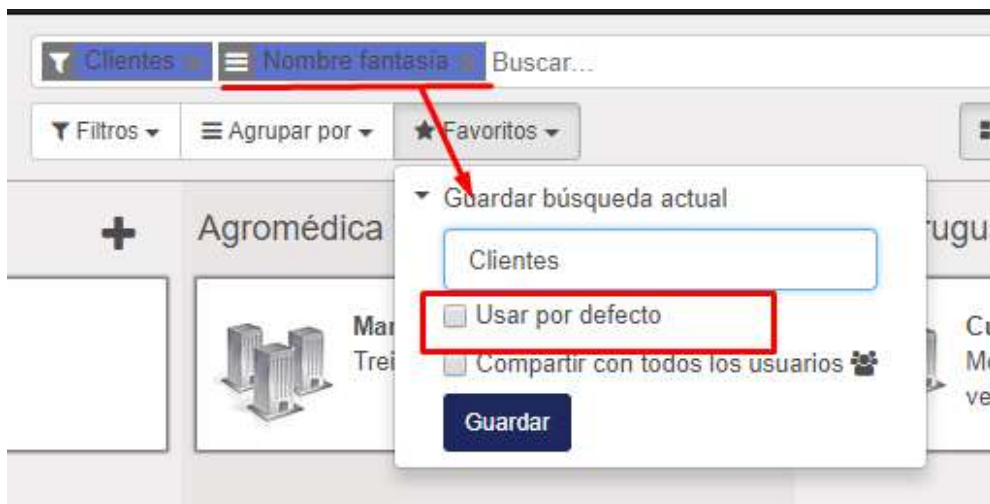 Clientes Nombre fantasía Buscar...
Filtros Agrupar por Favoritos
Guardar búsqueda actual
Agromédica
Clientes
Usar por defecto
Compartir con todos los usuarios
Guardar